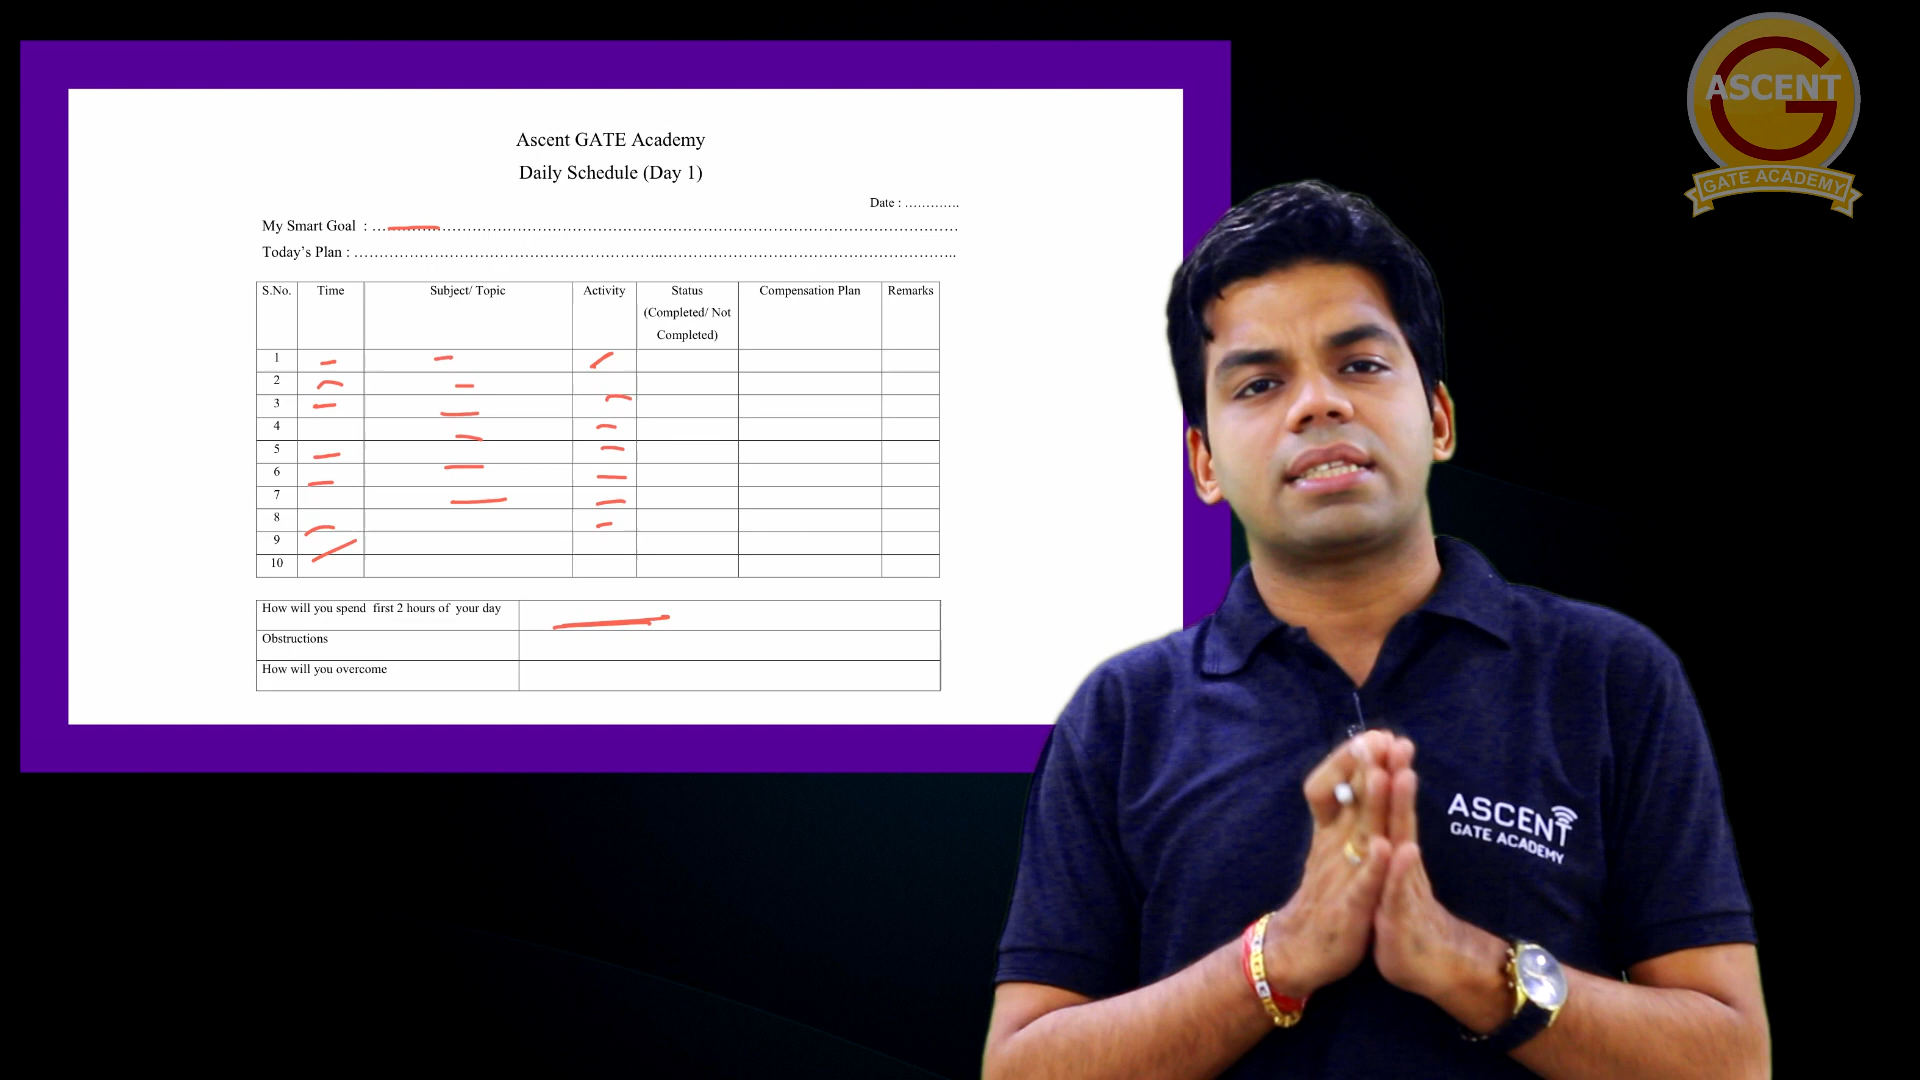 Ascent GATE Academy
Daily Schedule (Day 1)
Date : ………….
My Smart Goal : …………………………………………………………………………………………………
Today's Plan : ……………………………………………………...…………………………………………..
S.No. Time Subject/ Topic Activity Status (Completed/ Not Completed) Compensation Plan Remarks
1
2
3
4
5
6
7
8
9
10
How will you spend first 2 hours of your day
Obstructions
How will you overcome
ASCENT
GATE ACADEMY
ASCENT
GATE ACADEMY